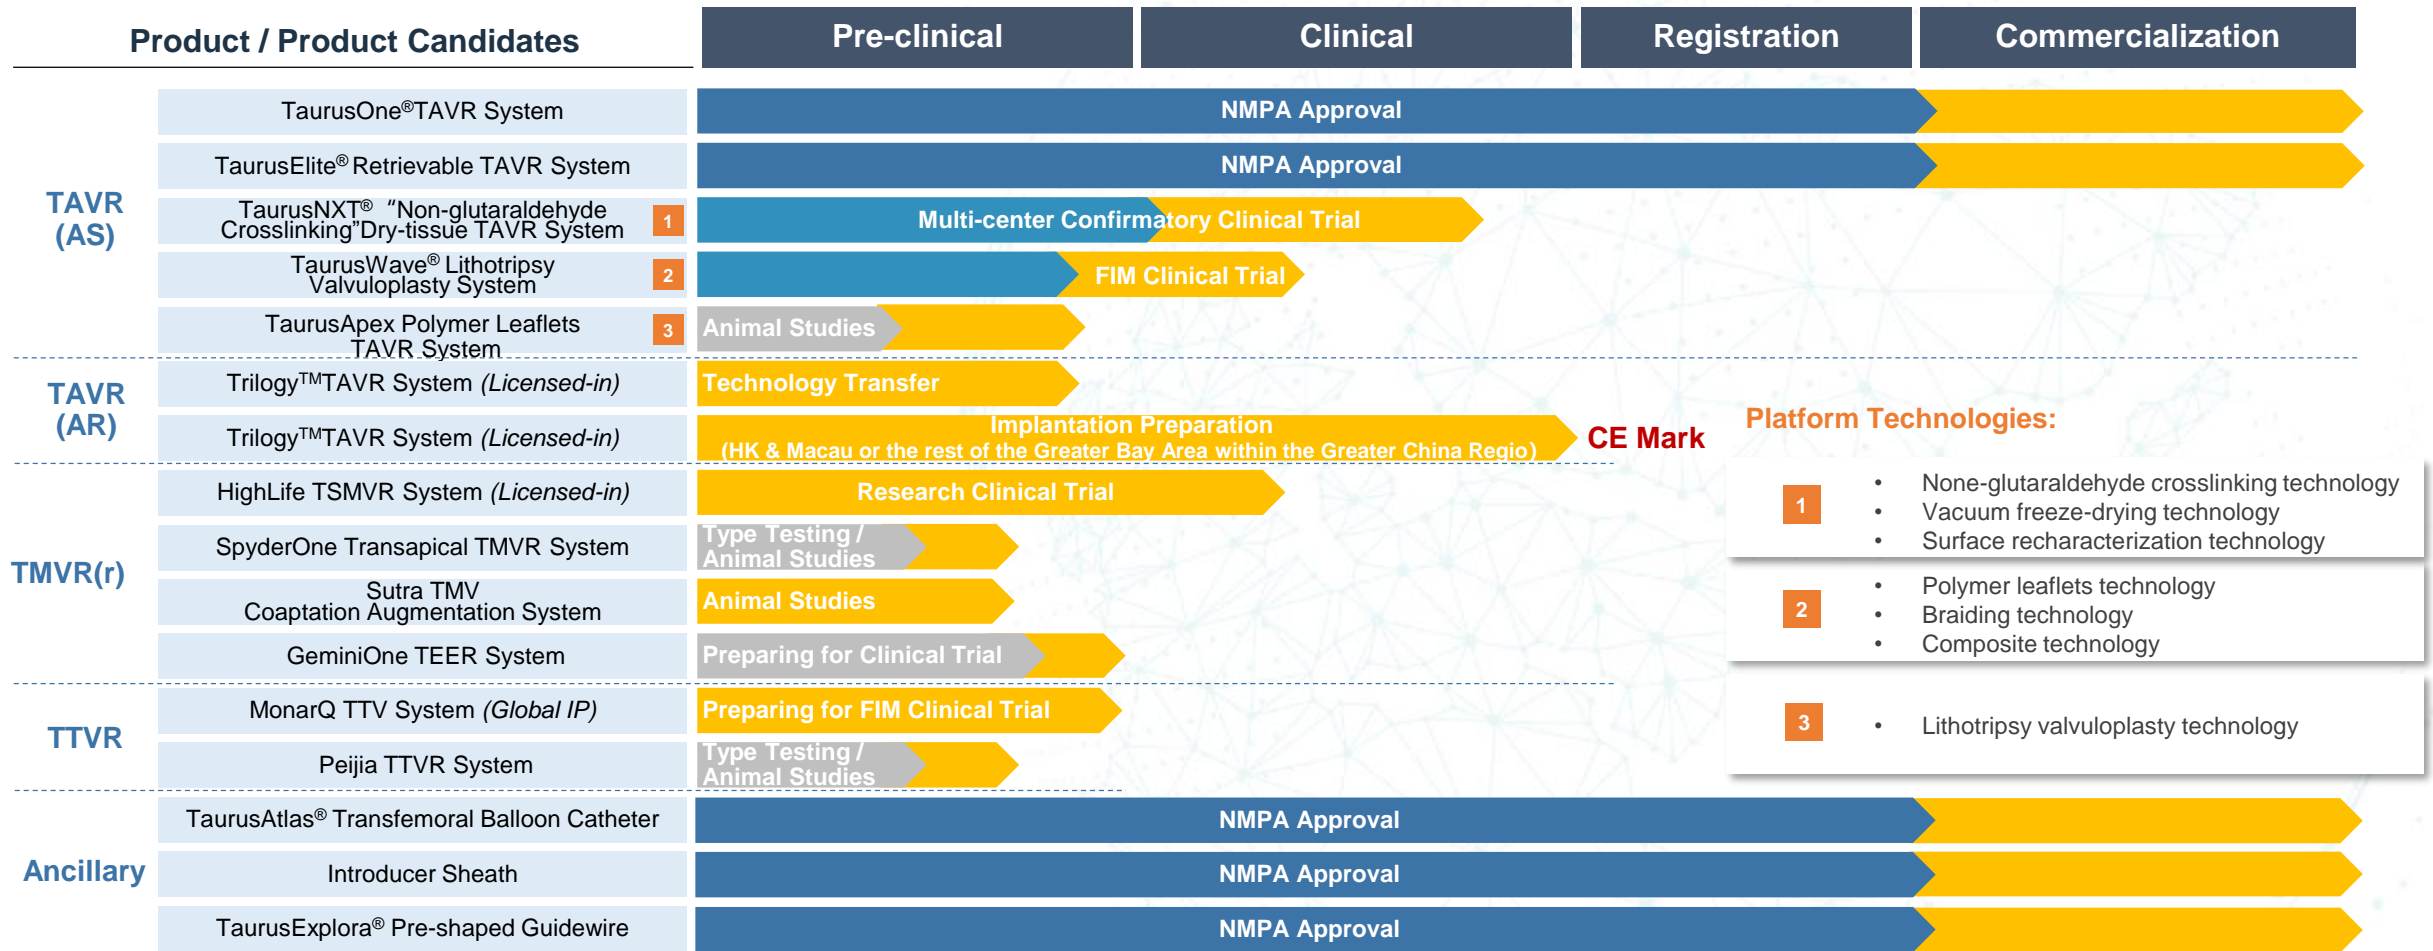 Product / Product Candidates
Pre-clinical
Clinical
Registration
Commercialization
TAVR
(AS)
TaurusOne®TAVR System
NMPA Approval
TaurusElite® Retrievable TAVR System
NMPA Approval
TaurusNXT® “Non-glutaraldehyde
Crosslinking”Dry-tissue TAVR System
1
Multi-center Confirmatory Clinical Trial
TaurusWave® Lithotripsy
Valvuloplasty System
2
FIM Clinical Trial
TaurusApex Polymer Leaflets
TAVR System
3
Animal Studies
TAVR
(AR)
Trilogy™TAVR System (Licensed-in)
Technology Transfer
Trilogy™TAVR System (Licensed-in)
Implantation Preparation
(HK & Macau or the rest of the Greater Bay Area within the Greater China Regio)
CE Mark
TMVR(r)
HighLife TSMVR System (Licensed-in)
Research Clinical Trial
SpyderOne Transapical TMVR System
Type Testing /
Animal Studies
Sutra TMV
Coaptation Augmentation System
Animal Studies
GeminiOne TEER System
Preparing for Clinical Trial
TTVR
MonarQ TTV System (Global IP)
Preparing for FIM Clinical Trial
Peijia TTVR System
Type Testing /
Animal Studies
Ancillary
TaurusAtlas® Transfemoral Balloon Catheter
NMPA Approval
Introducer Sheath
NMPA Approval
TaurusExplora® Pre-shaped Guidewire
NMPA Approval
Platform Technologies:
1
• None-glutaraldehyde crosslinking technology
• Vacuum freeze-drying technology
• Surface recharacterization technology
2
• Polymer leaflets technology
• Braiding technology
• Composite technology
3
• Lithotripsy valvuloplasty technology